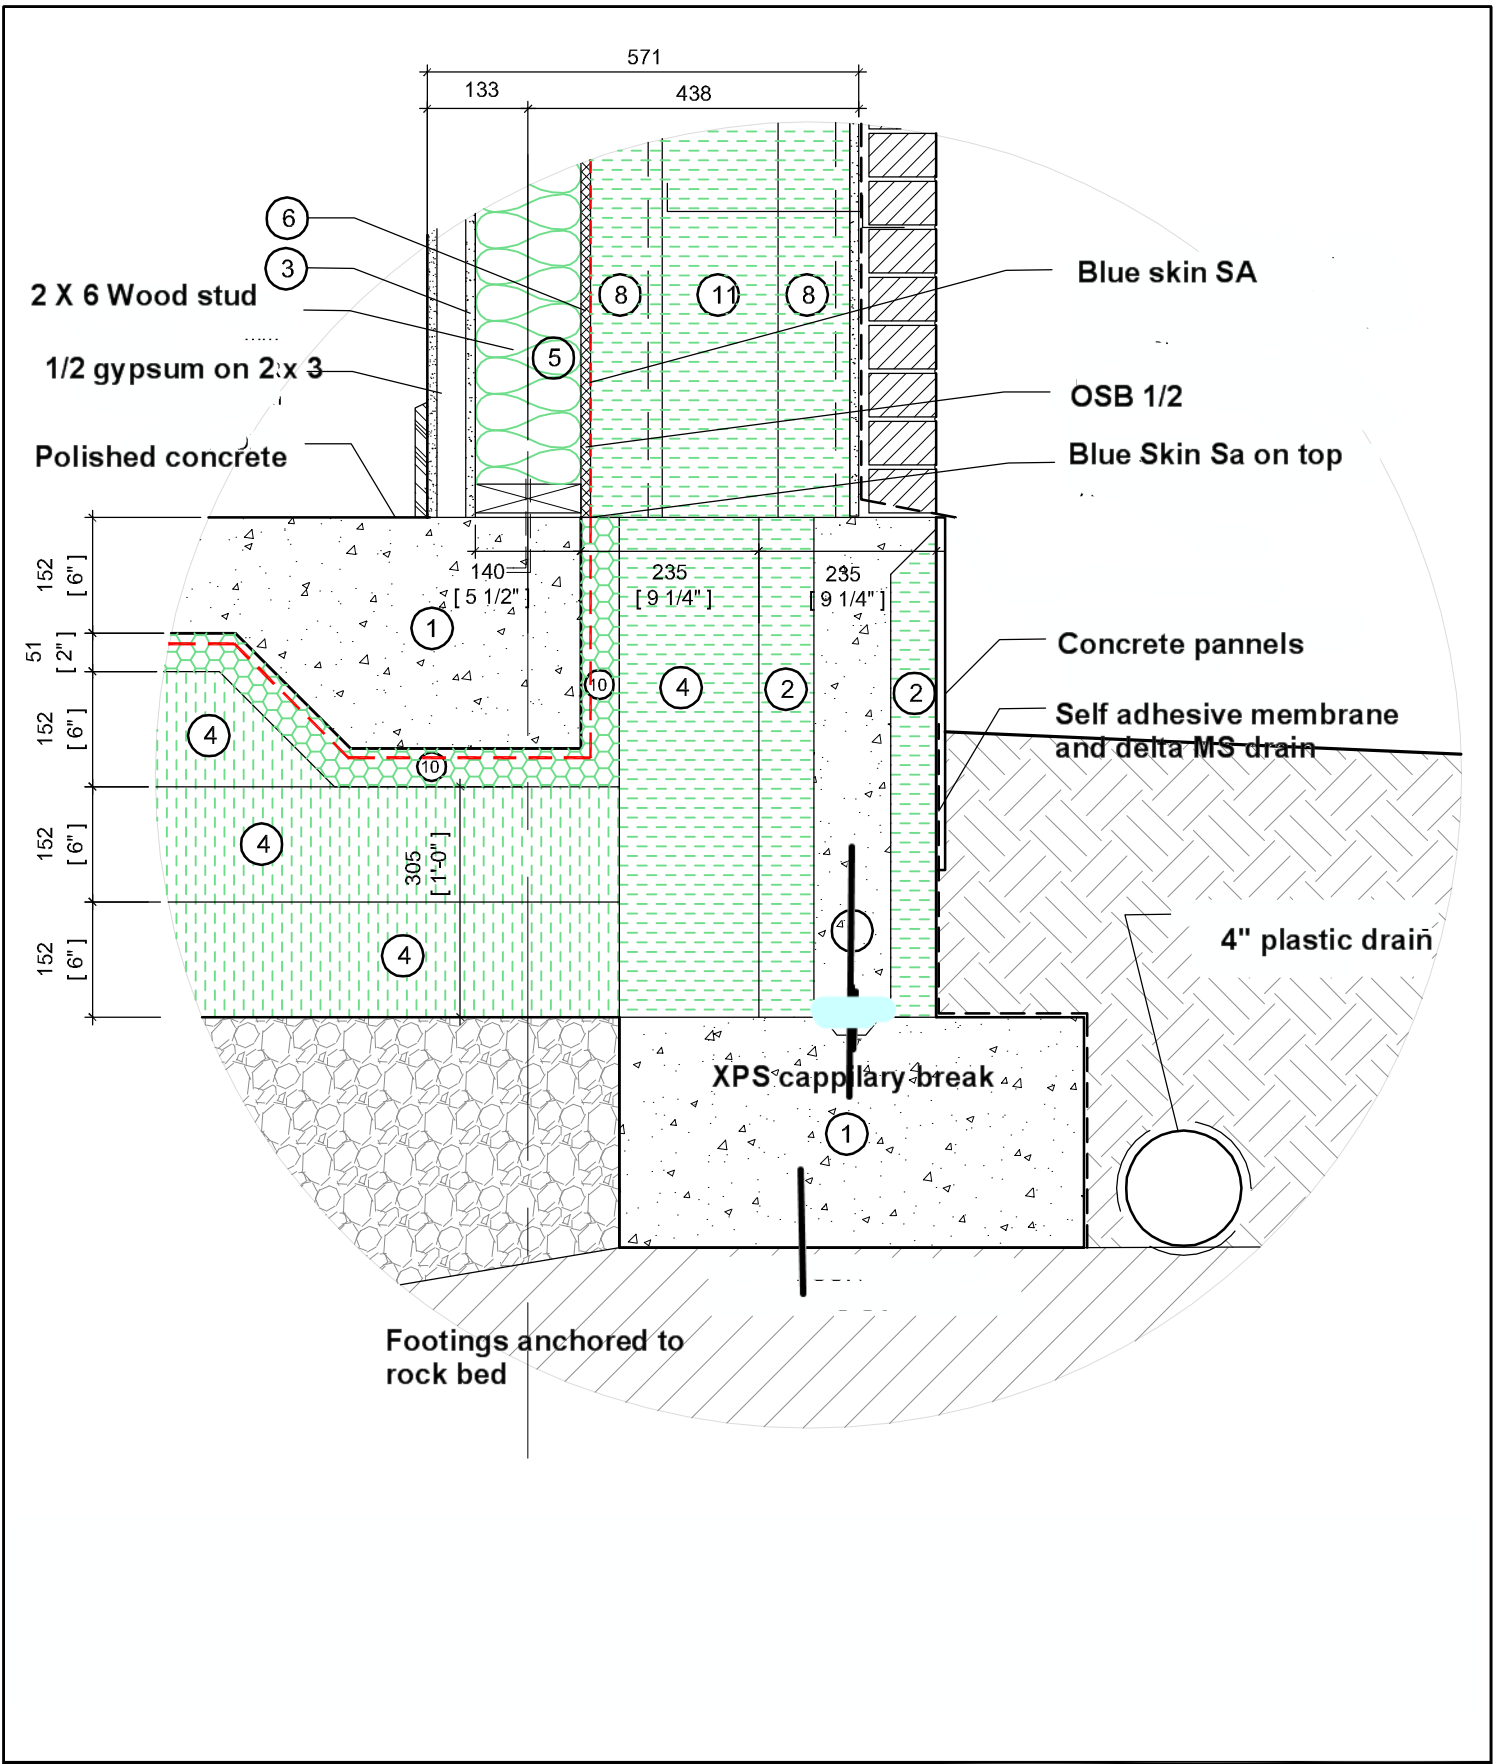 571
133
438
6
3
2 X 6 Wood stud
8
11
8
Blue skin SA
5
1/2 gypsum on 2 x 3
OSB 1/2
Polished concrete
Blue Skin Sa on top
152
[ 6" ]
140
[ 5 1/2" ]
235
[ 9 1/4" ]
235
[ 9 1/4" ]
1
51
[ 2" ]
Concrete pannels
10
4
2
2
152
[ 6" ]
4
Self adhesive membrane
and delta MS drain
10
152
[ 6" ]
4
305
[ 1'-0" ]
4" plastic drain
152
[ 6" ]
4
XPS cappilary break
1
Footings anchored to
rock bed